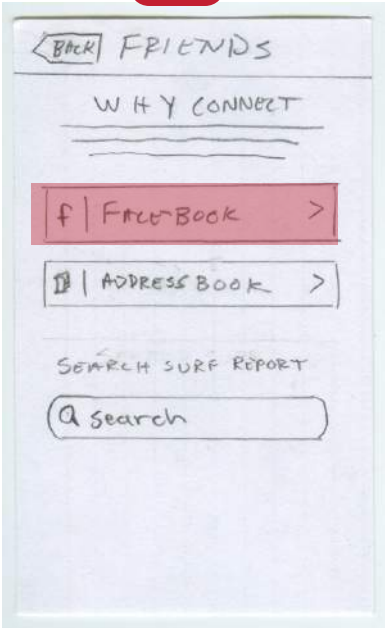 BACK FRIENDS
WHY CONNECT
f FACEBOOK >
ADDRESS BOOK >
SEARCH SURF REPORT
search